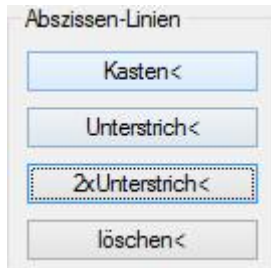 Abszissen-Linien
Kasten<
Unterstrich<
2xUnterstrich<
löschen<